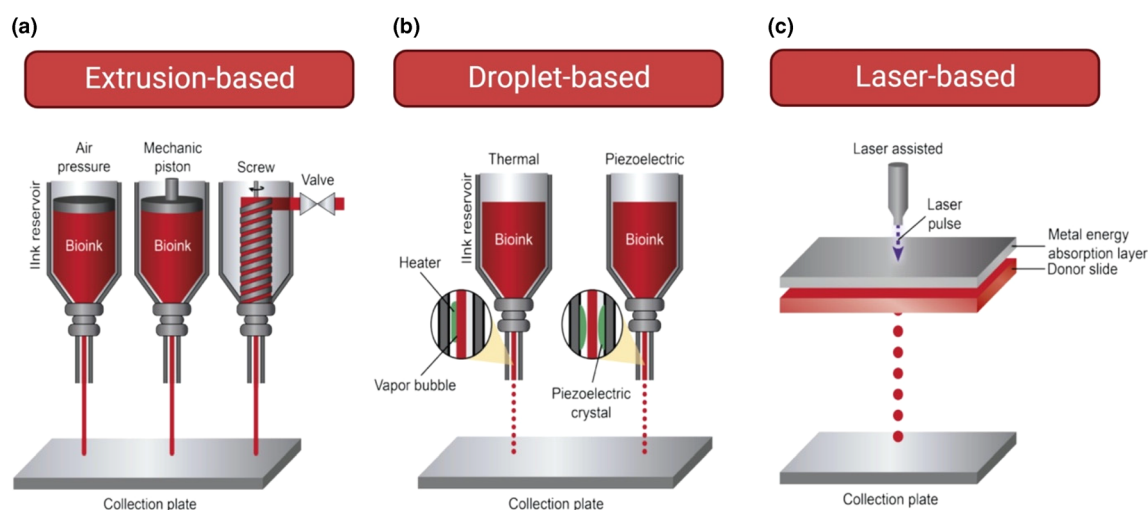 (a)
Extrusion-based
Air
pressure
Mechanic
piston
Screw
Valve
IInk reservoir
Bioink
Bioink
Collection plate
(b)
Droplet-based
Thermal
Piezoelectric
IInk reservoir
Bioink
Bioink
Heater
Vapor bubble
Piezoelectric
crystal
Collection plate
(c)
Laser-based
Laser assisted
Laser
pulse
Metal energy
absorption layer
Donor slide
Collection plate